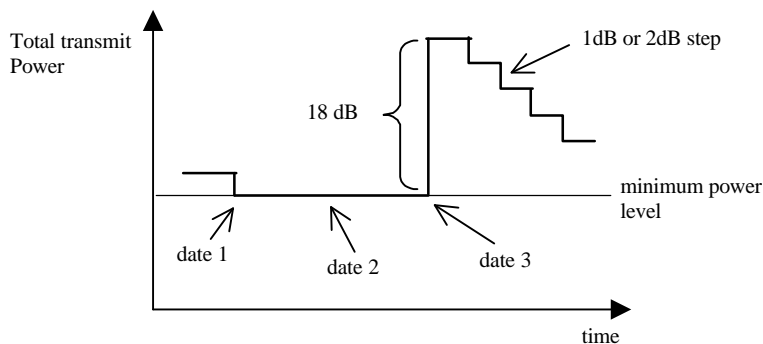 Total transmit
Power
1dB or 2dB step
18 dB
minimum power
level
date 1
date 2
date 3
time